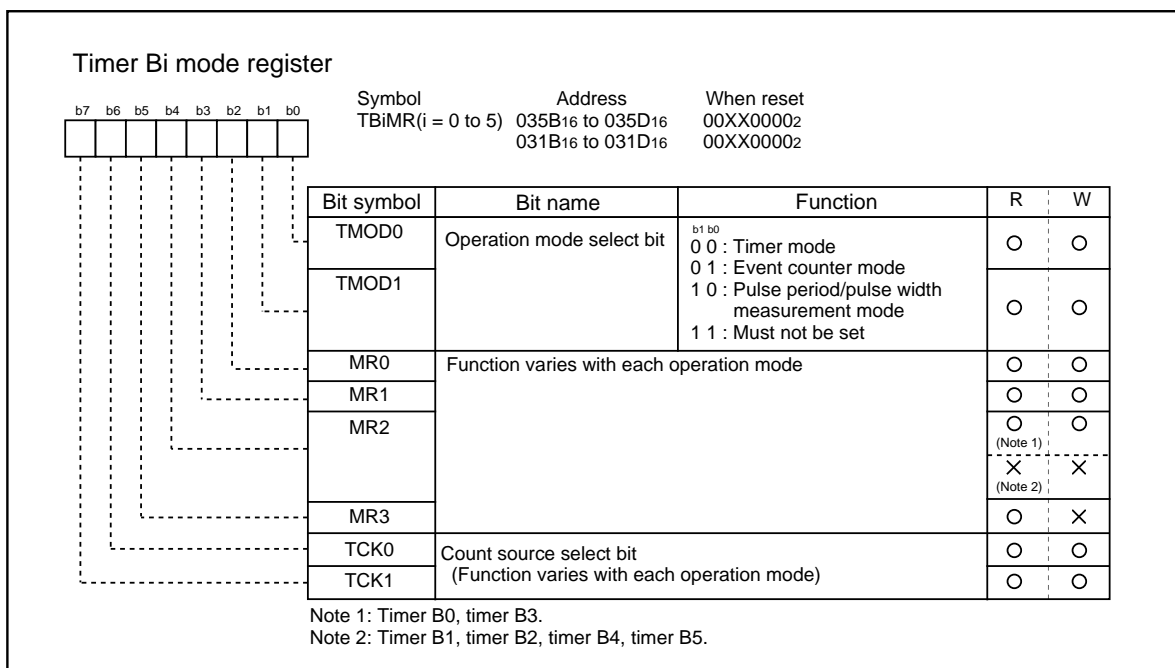 Timer Bi mode register
Symbol Address When reset
b7 b6 b5 b4 b3 b2 b1 b0
TBiMR(i = 0 to 5) 035B16 to 035D16 00XX00002
031B16 to 031D16 00XX00002
Bit symbol Bit name Function R W
TMOD0 Operation mode select bit
b1 b0
0 0 : Timer mode
0 1 : Event counter mode
TMOD1
1 0 : Pulse period/pulse width
measurement mode
1 1 : Must not be set
MR0 Function varies with each operation mode
MR1
MR2
(Note 1)
(Note 2)
MR3
TCK0 Count source select bit
TCK1 (Function varies with each operation mode)
Note 1: Timer B0, timer B3.
Note 2: Timer B1, timer B2, timer B4, timer B5.